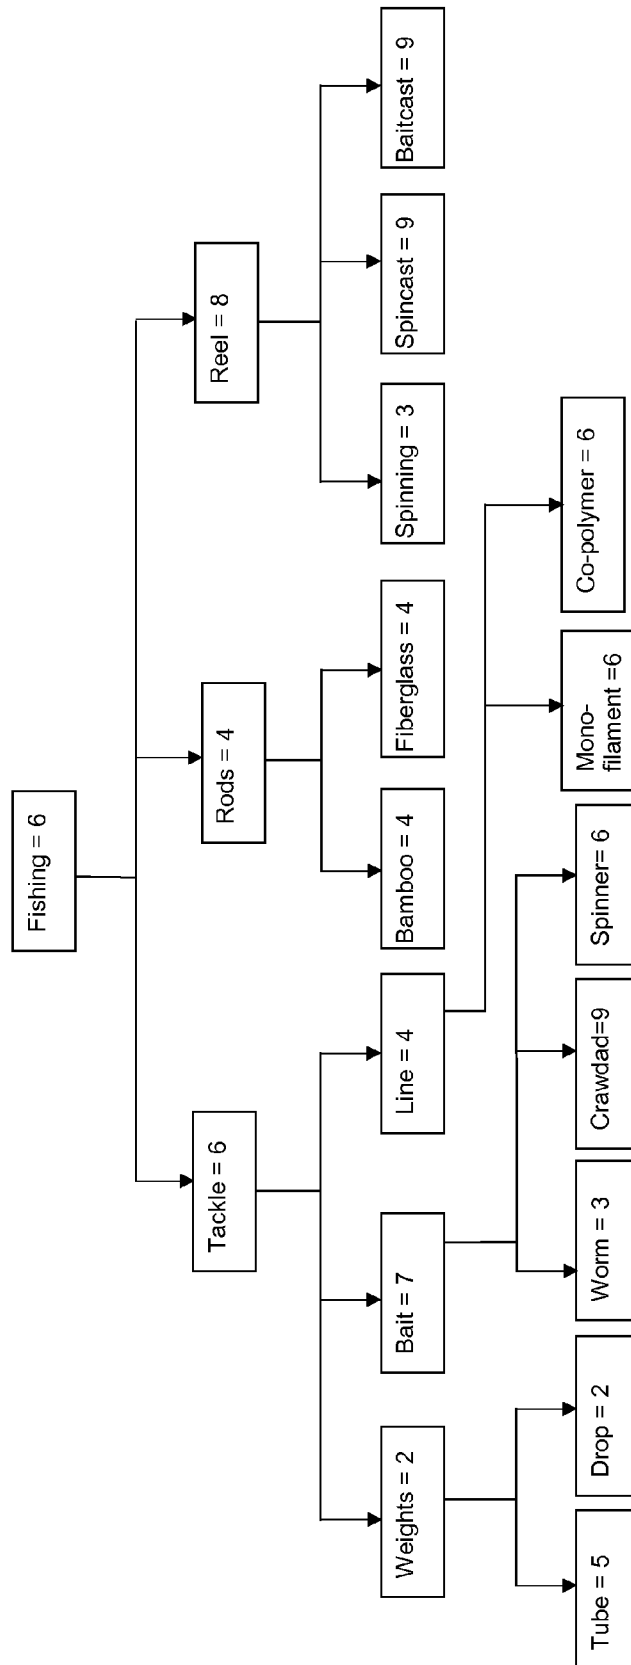 Fishing = 6
Tackle = 6
Rods = 4
Reel = 8
Weights = 2
Bait = 7
Line = 4
Bamboo = 4
Fiberglass = 4
Spinning = 3
Spincast = 9
Baitcast = 9
Tube = 5
Drop = 2
Worm = 3
Crawdad=9
Spinner= 6
Mono-
filament =6
Co-polymer = 6